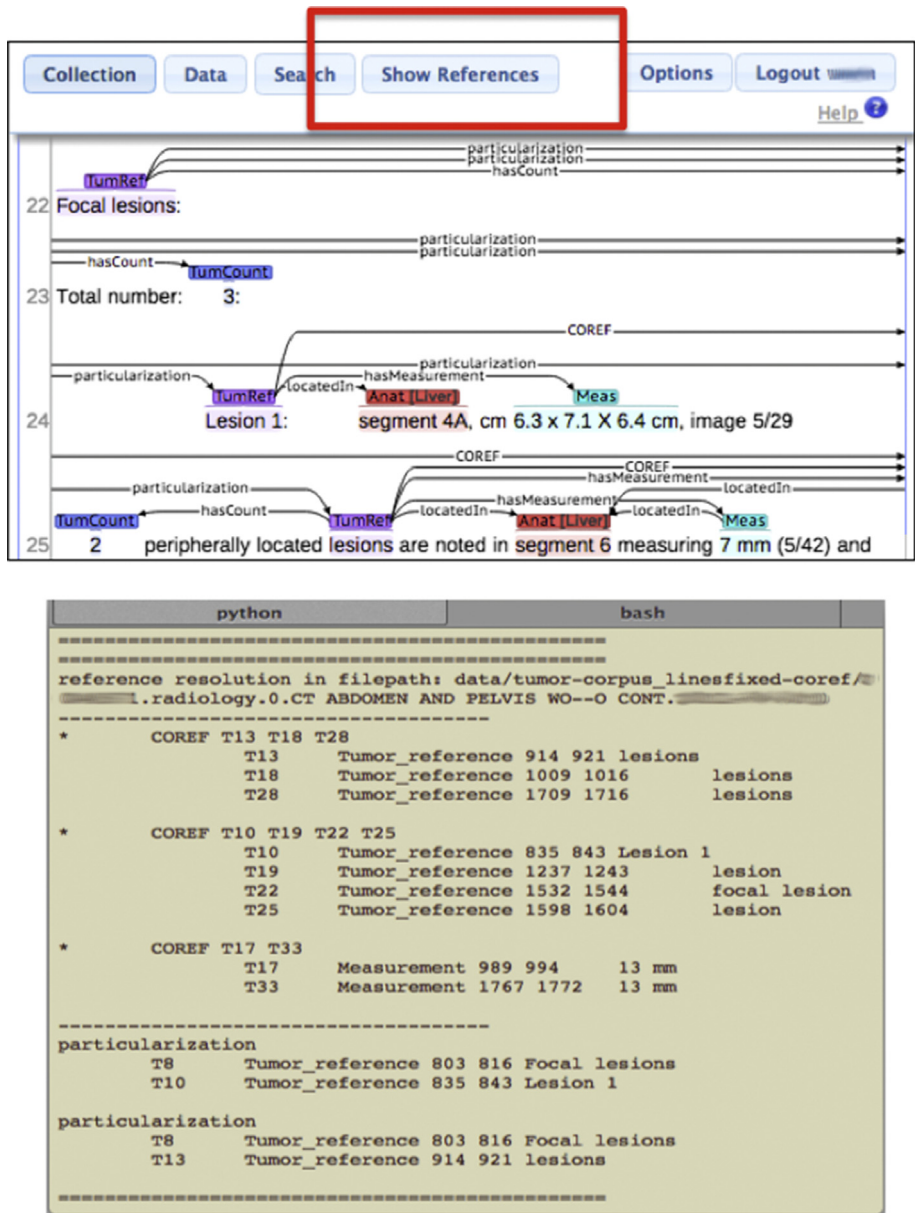 Collection Data Search Show References Options Logout
Help ?
particularization
particularization
hasCount
TumRef
22 Focal lesions:
particularization
particularization
hasCount
TumCount
23 Total number: 3:
COREF
particularization
particularization hasMeasurement
TumRef locatedIn Anat [Liver] Meas
24 Lesion 1: segment 4A, cm 6.3 x 7.1 X 6.4 cm, image 5/29
COREF
COREF
hasMeasurement
particularization locatedIn
hasMeasurement
hasCount locatedIn locatedIn
TumCount TumRef Anat [Liver] Meas
25 2 peripherally located lesions are noted in segment 6 measuring 7 mm (5/42) and
python bash
==============================================
==============================================
reference resolution in filepath: data/tumor-corpus_linesfixed-coref/
1.radiology.0.CT ABDOMEN AND PELVIS WO--O CONT.
------------------------------------
* COREF T13 T18 T28
T13 Tumor_reference 914 921 lesions
T18 Tumor_reference 1009 1016 lesions
T28 Tumor_reference 1709 1716 lesions
* COREF T10 T19 T22 T25
T10 Tumor_reference 835 843 Lesion 1
T19 Tumor_reference 1237 1243 lesion
T22 Tumor_reference 1532 1544 focal lesion
T25 Tumor_reference 1598 1604 lesion
* COREF T17 T33
T17 Measurement 989 994 13 mm
T33 Measurement 1767 1772 13 mm
------------------------------------
particularization
T8 Tumor_reference 803 816 Focal lesions
T10 Tumor_reference 835 843 Lesion 1
particularization
T8 Tumor_reference 803 816 Focal lesions
T13 Tumor_reference 914 921 lesions
==============================================